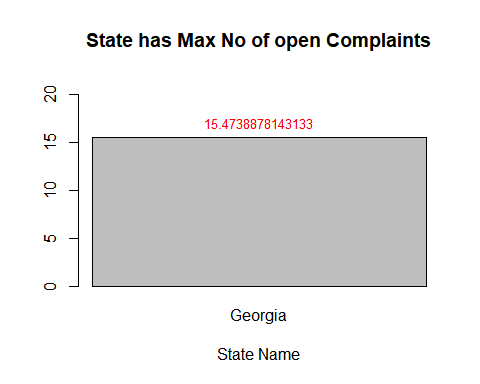 State has Max No of open Complaints
20
15.4738878143133
15
10
5
0
Georgia
State Name